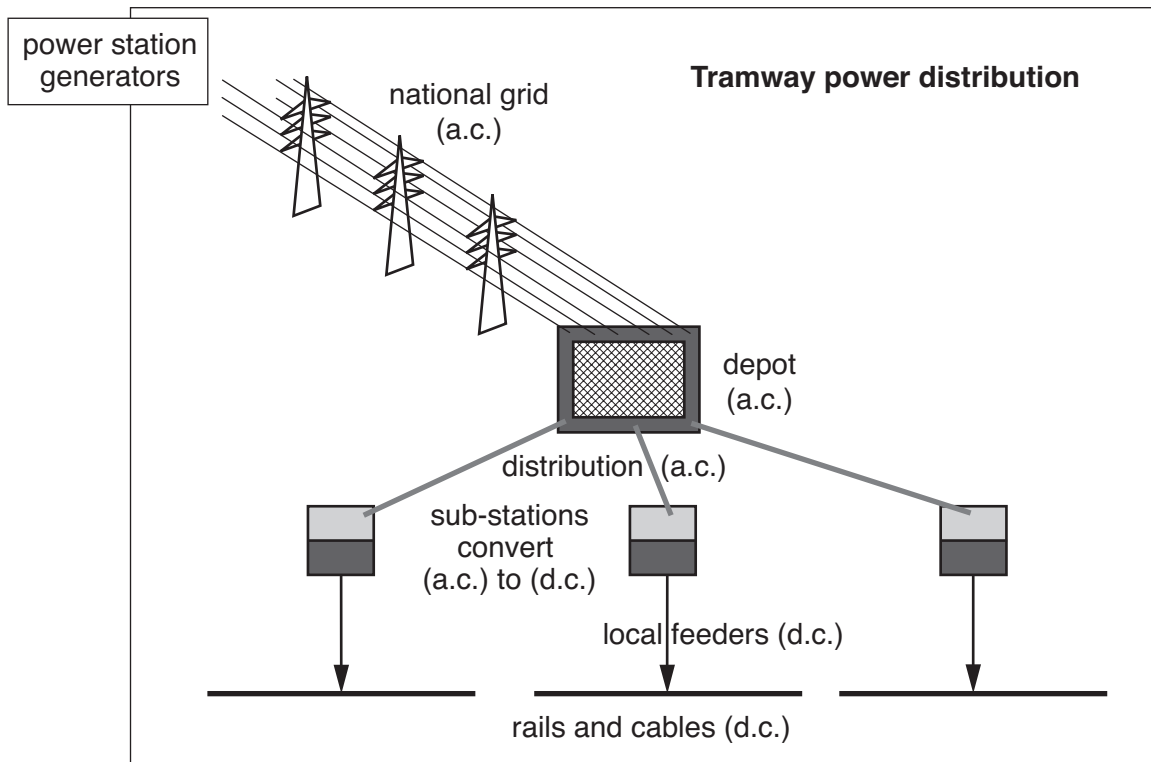 power station
generators
Tramway power distribution
national grid
(a.c.)
depot
(a.c.)
distribution (a.c.)
sub-stations
convert
(a.c.) to (d.c.)
local feeders (d.c.)
rails and cables (d.c.)